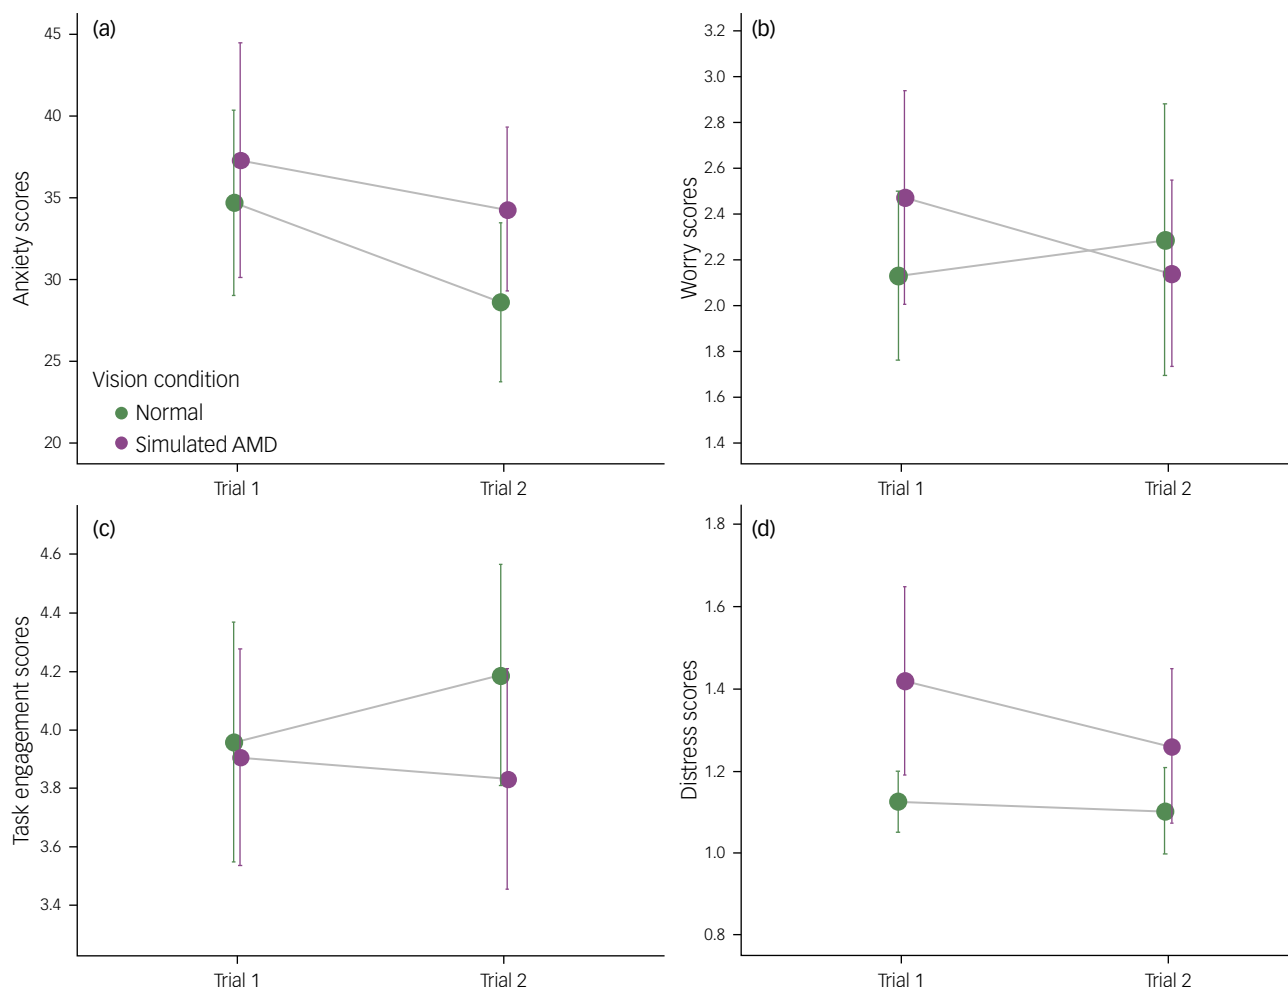 (a)
45
40
35
30
25
20
Anxiety scores
Vision condition
Normal
Simulated AMD
Trial 1
Trial 2
(b)
3.2
3.0
2.8
2.6
2.4
2.2
2.0
1.8
1.6
1.4
Worry scores
Trial 1
Trial 2
(c)
4.6
4.4
4.2
4.0
3.8
3.6
3.4
Task engagement scores
Trial 1
Trial 2
(d)
1.8
1.6
1.4
1.2
1.0
0.8
Distress scores
Trial 1
Trial 2